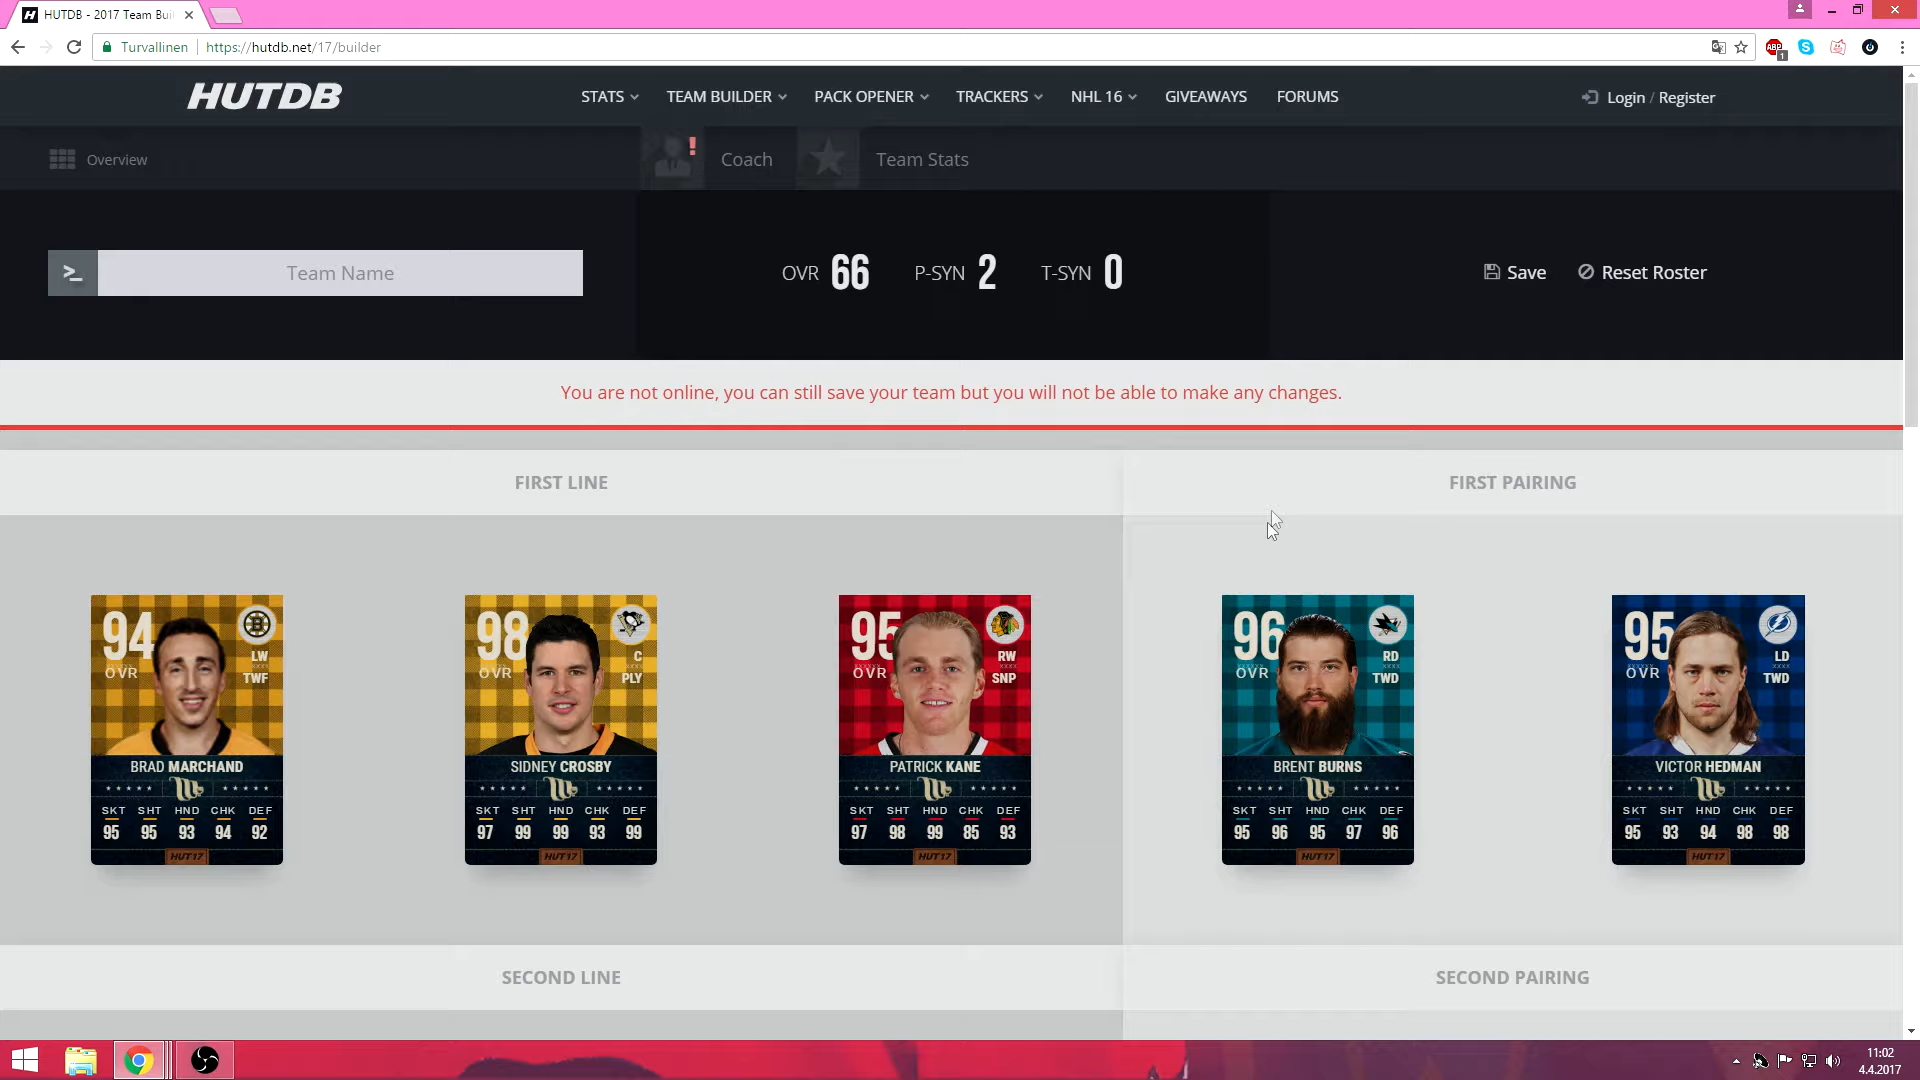 HUTDB - 2017 Team Bui
Turvallinen
https://hutdb.net/17/builder
ABP
1
HUTDB
STATS
TEAM BUILDER
PACK OPENER
TRACKERS
NHL 16
GIVEAWAYS
FORUMS
Login / Register
Overview
Coach
Team Stats
Team Name
OVR 66
P-SYN 2
T-SYN 0
Save
Reset Roster
You are not online, you can still save your team but you will not be able to make any changes.
FIRST LINE
FIRST PAIRING
94
OVR
LW
TWF
BRAD MARCHAND
SKT SHT HND CHK DEF
95 95 93 94 92
HUT17
98
OVR
C
PLY
SIDNEY CROSBY
SKT SHT HND CHK DEF
97 99 99 93 99
HUT17
95
OVR
RW
SNP
PATRICK KANE
SKT SHT HND CHK DEF
97 98 99 85 93
HUT17
96
OVR
RD
TWD
BRENT BURNS
SKT SHT HND CHK DEF
95 96 95 97 96
HUT17
95
OVR
LD
TWD
VICTOR HEDMAN
SKT SHT HND CHK DEF
95 93 94 98 98
HUT17
SECOND LINE
SECOND PAIRING
11:02
4.4.2017